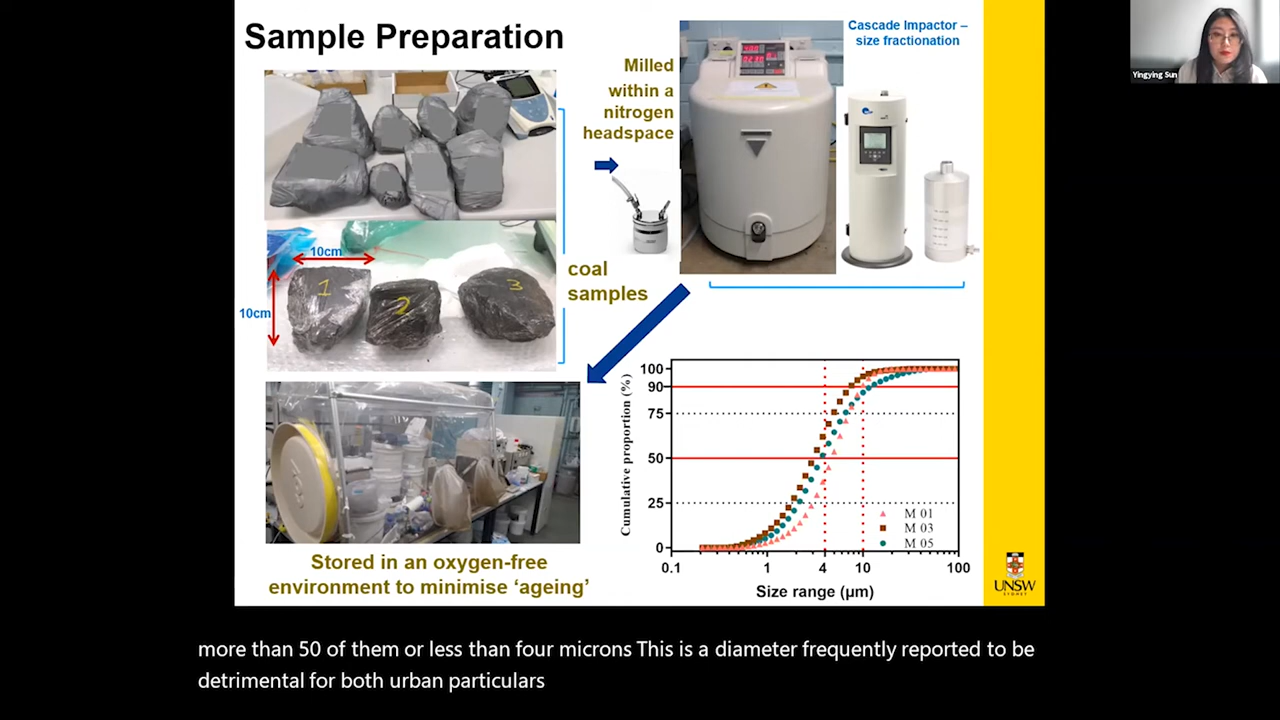 Sample Preparation
Cascade Impactor –
size fractionation
Milled
within a
nitrogen
headspace
Yingying Sun
10cm
1
2
3
10cm
coal
samples
Cumulative proportion (%)
100
90
75
50
25
0
M 01
M 03
M 05
0.1
1
4
10
100
Size range (µm)
Stored in an oxygen-free
environment to minimise ‘ageing’
UNSW
SYDNEY
more than 50 of them or less than four microns This is a diameter frequently reported to be
detrimental for both urban particulars